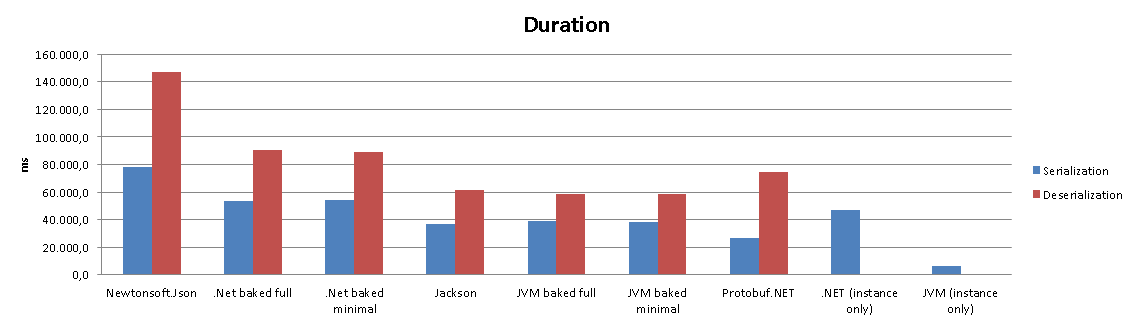 Duration
160.000,0
140.000,0
120.000,0
100.000,0
80.000,0
60.000,0
40.000,0
20.000,0
0,0
ms
Newtonsoft.Json
.Net baked full
.Net baked
minimal
Jackson
JVM baked full
JVM baked
minimal
Protobuf.NET
.NET (instance
only)
JVM (instance
only)
Serialization
Deserialization